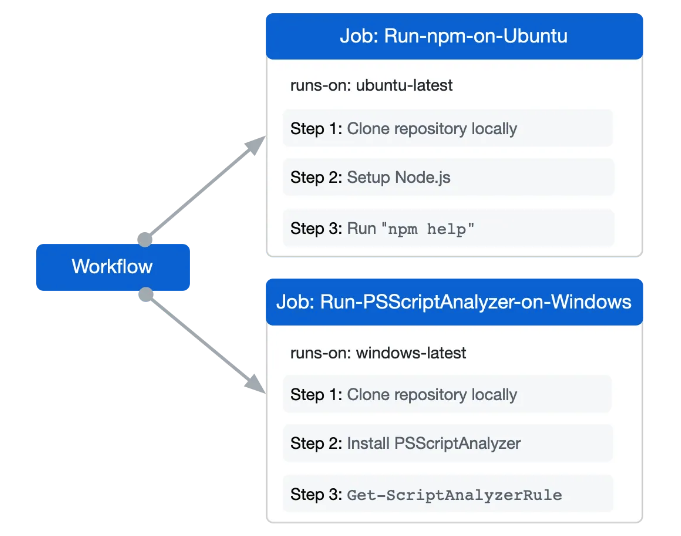 Job: Run-npm-on-Ubuntu
runs-on: ubuntu-latest
Step 1: Clone repository locally
Step 2: Setup Node.js
Step 3: Run "npm help"
Workflow
Job: Run-PSScriptAnalyzer-on-Windows
runs-on: windows-latest
Step 1: Clone repository locally
Step 2: Install PSScriptAnalyzer
Step 3: Get-ScriptAnalyzerRule